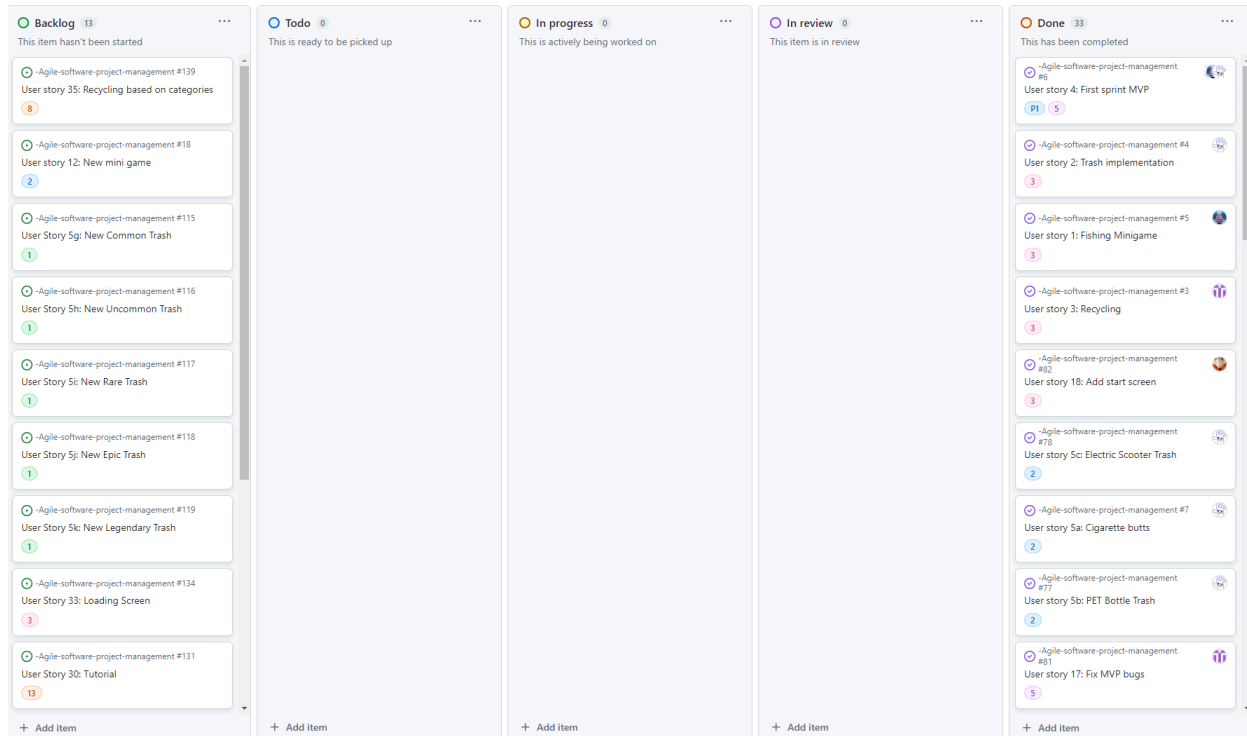 Backlog 13 ...
This item hasn't been started
-Agile-software-project-management #139
User story 35: Recycling based on categories
8
-Agile-software-project-management #18
User story 12: New mini game
2
-Agile-software-project-management #115
User Story 5g: New Common Trash
1
-Agile-software-project-management #116
User Story 5h: New Uncommon Trash
1
-Agile-software-project-management #117
User Story 5i: New Rare Trash
1
-Agile-software-project-management #118
User Story 5j: New Epic Trash
1
-Agile-software-project-management #119
User Story 5k: New Legendary Trash
1
-Agile-software-project-management #134
User Story 33: Loading Screen
3
-Agile-software-project-management #131
User Story 30: Tutorial
13
+ Add item
Todo 0 ...
This is ready to be picked up
+ Add item
In progress 0 ...
This is actively being worked on
+ Add item
In review 0 ...
This item is in review
+ Add item
Done 33 ...
This has been completed
-Agile-software-project-management
#6
User story 4: First sprint MVP
P1 5
-Agile-software-project-management #4
User story 2: Trash implementation
3
-Agile-software-project-management #5
User story 1: Fishing Minigame
3
-Agile-software-project-management #3
User story 3: Recycling
3
-Agile-software-project-management
#82
User story 18: Add start screen
3
-Agile-software-project-management
#78
User story 5c: Electric Scooter Trash
2
-Agile-software-project-management #7
User story 5a: Cigarette butts
2
-Agile-software-project-management
#77
User story 5b: PET Bottle Trash
2
-Agile-software-project-management
#81
User story 17: Fix MVP bugs
5
+ Add item